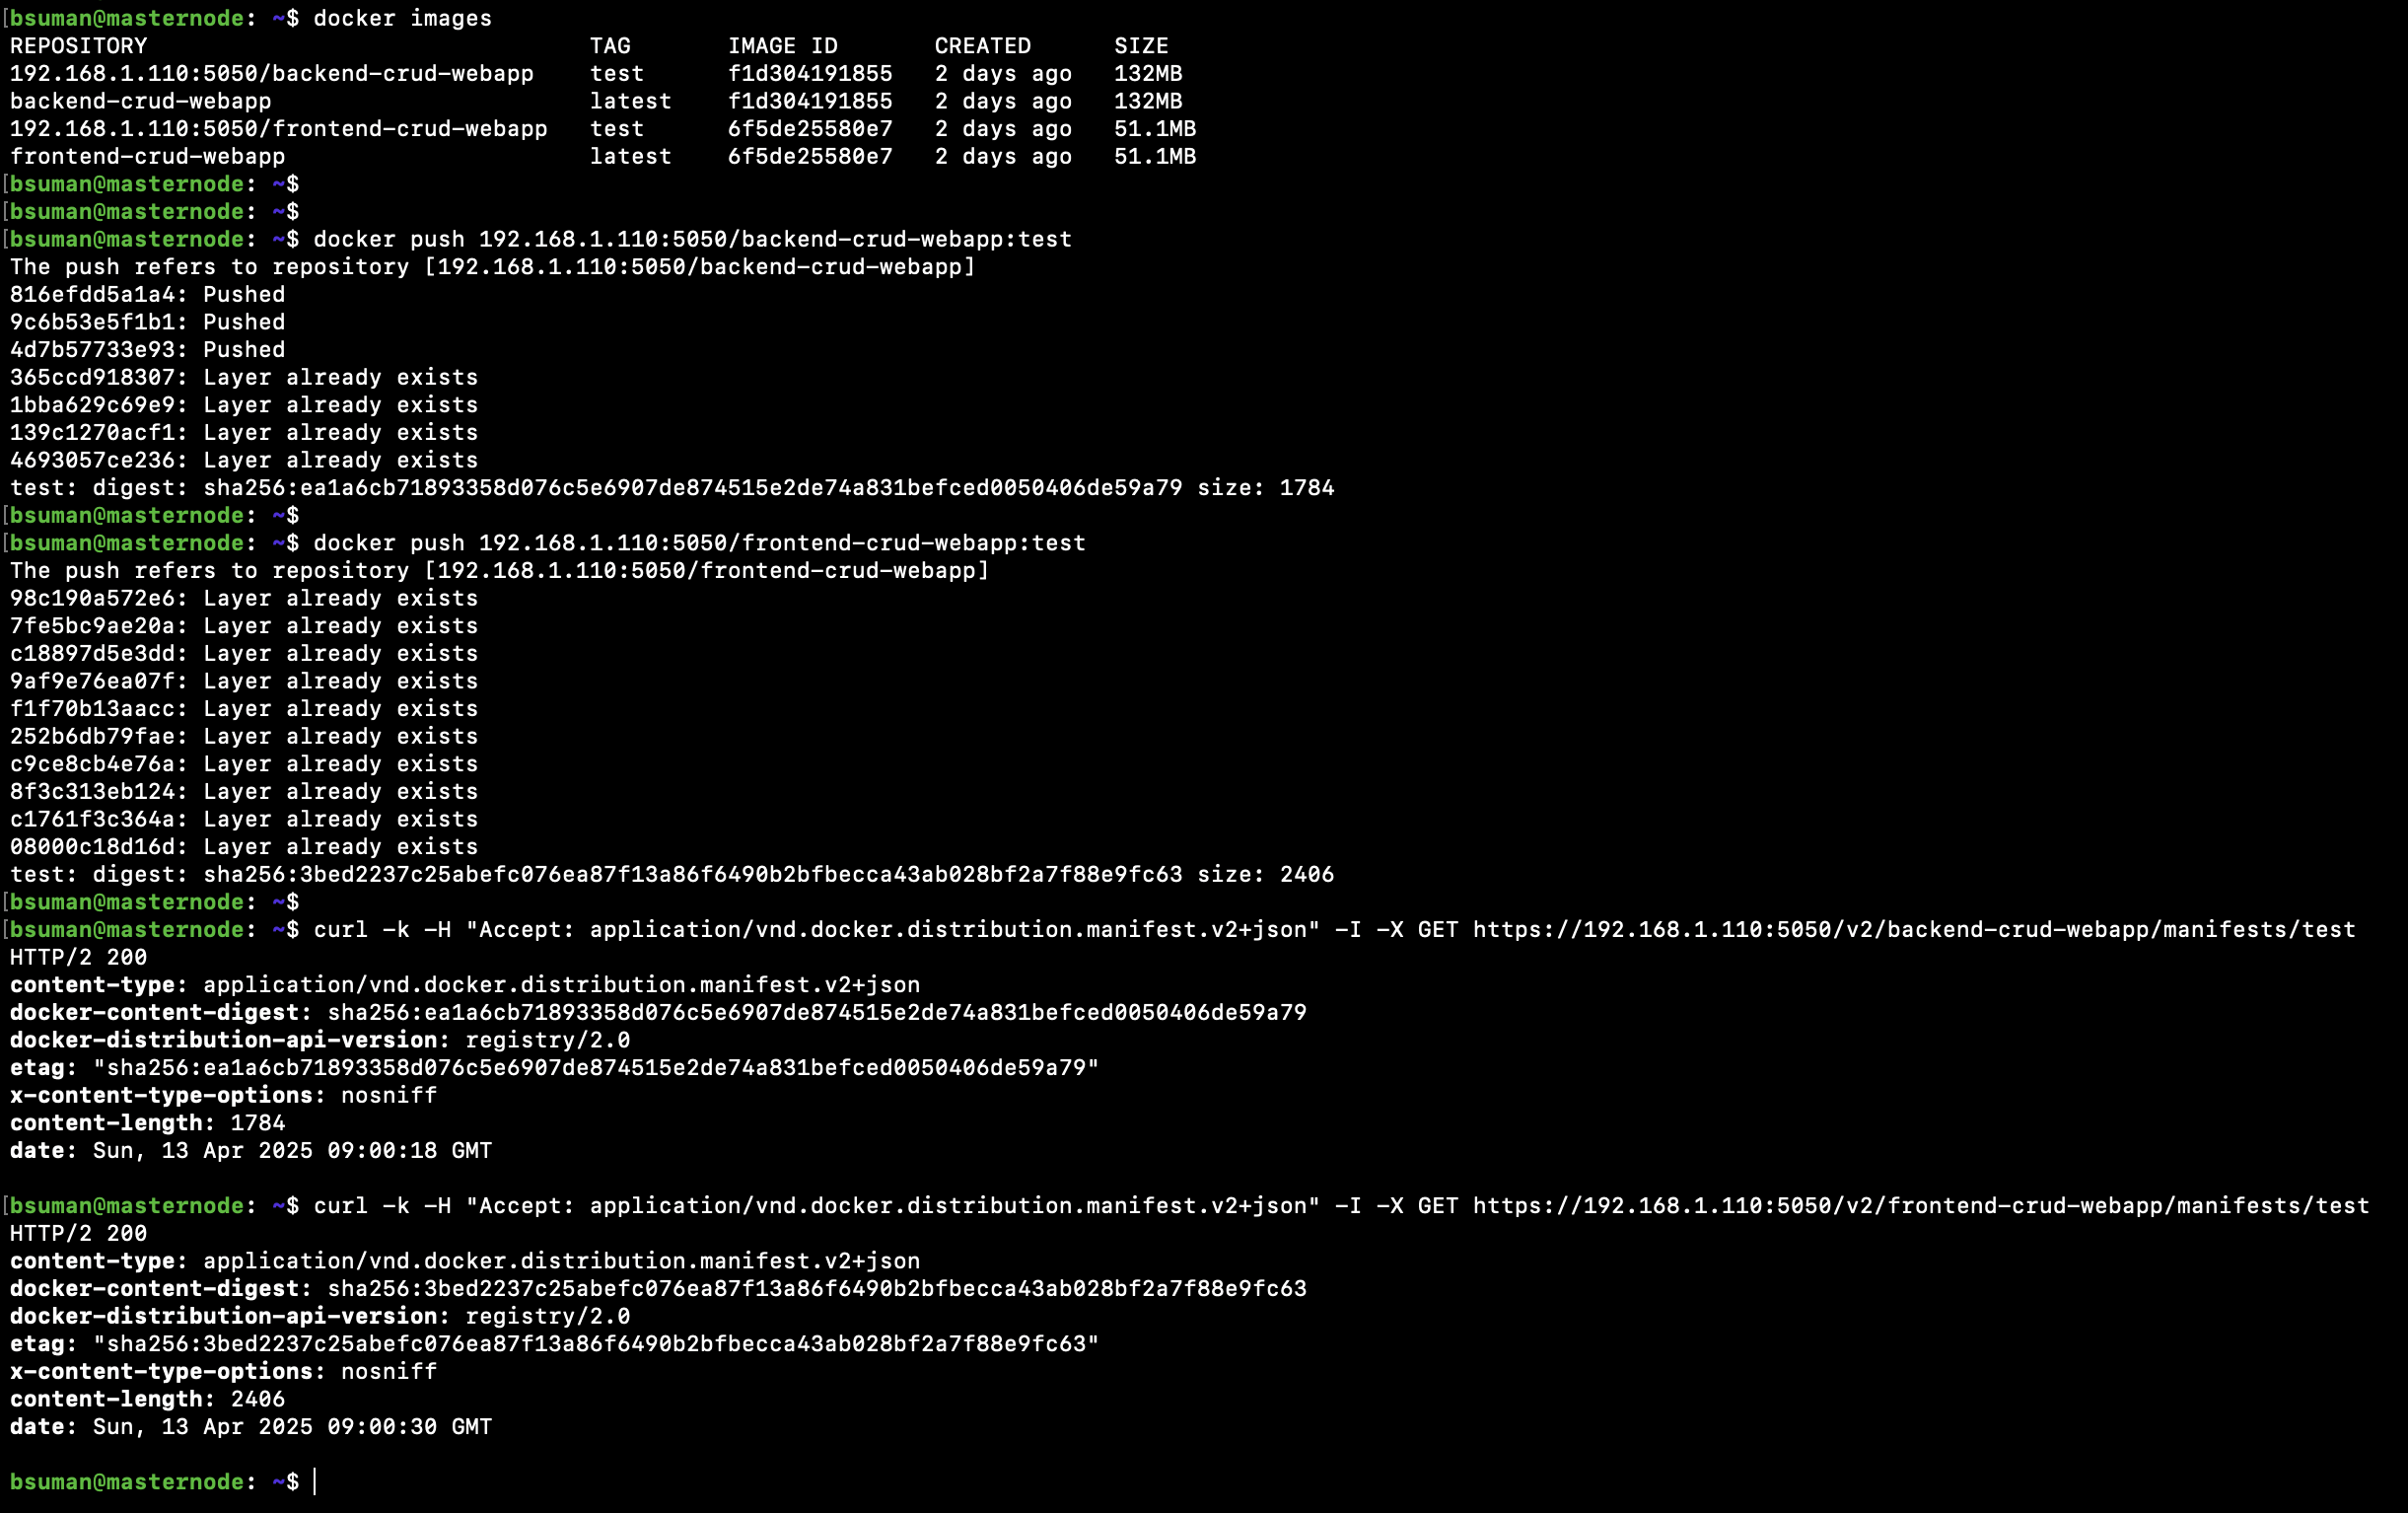 [bsuman@masternode: ~$ docker images
REPOSITORY                                TAG       IMAGE ID       CREATED      SIZE
192.168.1.110:5050/backend-crud-webapp    test      f1d304191855   2 days ago   132MB
backend-crud-webapp                       latest    f1d304191855   2 days ago   132MB
192.168.1.110:5050/frontend-crud-webapp   test      6f5de25580e7   2 days ago   51.1MB
frontend-crud-webapp                      latest    6f5de25580e7   2 days ago   51.1MB
[bsuman@masternode: ~$
[bsuman@masternode: ~$
[bsuman@masternode: ~$ docker push 192.168.1.110:5050/backend-crud-webapp:test
The push refers to repository [192.168.1.110:5050/backend-crud-webapp]
816efdd5a1a4: Pushed
9c6b53e5f1b1: Pushed
4d7b57733e93: Pushed
365ccd918307: Layer already exists
1bba629c69e9: Layer already exists
139c1270acf1: Layer already exists
4693057ce236: Layer already exists
test: digest: sha256:ea1a6cb71893358d076c5e6907de874515e2de74a831befced0050406de59a79 size: 1784
[bsuman@masternode: ~$
[bsuman@masternode: ~$ docker push 192.168.1.110:5050/frontend-crud-webapp:test
The push refers to repository [192.168.1.110:5050/frontend-crud-webapp]
98c190a572e6: Layer already exists
7fe5bc9ae20a: Layer already exists
c18897d5e3dd: Layer already exists
9af9e76ea07f: Layer already exists
f1f70b13aacc: Layer already exists
252b6db79fae: Layer already exists
c9ce8cb4e76a: Layer already exists
8f3c313eb124: Layer already exists
c1761f3c364a: Layer already exists
08000c18d16d: Layer already exists
test: digest: sha256:3bed2237c25abefc076ea87f13a86f6490b2bfbecca43ab028bf2a7f88e9fc63 size: 2406
[bsuman@masternode: ~$
[bsuman@masternode: ~$ curl -k -H "Accept: application/vnd.docker.distribution.manifest.v2+json" -I -X GET https://192.168.1.110:5050/v2/backend-crud-webapp/manifests/test
HTTP/2 200
content-type: application/vnd.docker.distribution.manifest.v2+json
docker-content-digest: sha256:ea1a6cb71893358d076c5e6907de874515e2de74a831befced0050406de59a79
docker-distribution-api-version: registry/2.0
etag: "sha256:ea1a6cb71893358d076c5e6907de874515e2de74a831befced0050406de59a79"
x-content-type-options: nosniff
content-length: 1784
date: Sun, 13 Apr 2025 09:00:18 GMT
[bsuman@masternode: ~$ curl -k -H "Accept: application/vnd.docker.distribution.manifest.v2+json" -I -X GET https://192.168.1.110:5050/v2/frontend-crud-webapp/manifests/test
HTTP/2 200
content-type: application/vnd.docker.distribution.manifest.v2+json
docker-content-digest: sha256:3bed2237c25abefc076ea87f13a86f6490b2bfbecca43ab028bf2a7f88e9fc63
docker-distribution-api-version: registry/2.0
etag: "sha256:3bed2237c25abefc076ea87f13a86f6490b2bfbecca43ab028bf2a7f88e9fc63"
x-content-type-options: nosniff
content-length: 2406
date: Sun, 13 Apr 2025 09:00:30 GMT
bsuman@masternode: ~$